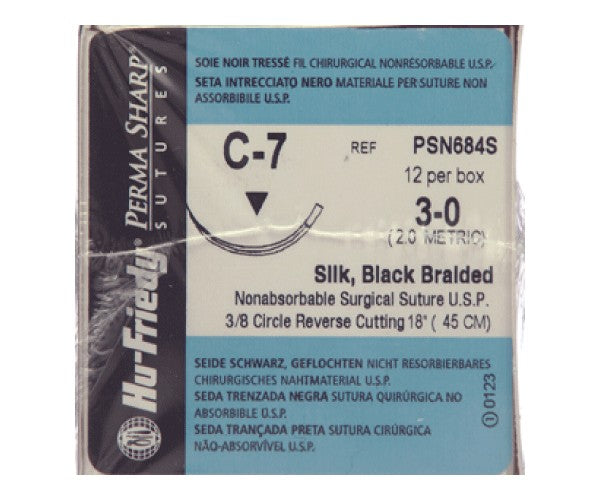 SOIE NOIR TRESSÉ FIL CHIRURGICAL NONRÉSORBABLE U.S.P.
SETA INTRECCIATO NERO MATERIALE PER SUTURE NON
ASSORBIBILE U.S.P.
C-7
REF PSN684S
12 per box
3-0
(2.0 METRIC)
Silk, Black Braided
Nonabsorbable Surgical Suture U.S.P.
3/8 Circle Reverse Cutting 18" ( 45 CM)
SEIDE SCHWARZ, GEFLOCHTEN NICHT RESORBIERBARES
CHIRURGISCHES NAHTMATERIAL U.S.P.
SEDA TRENZADA NEGRA SUTURA QUIRÚRGICA NO
ABSORBIBLE U.S.P.
SEDA TRANÇADA PRETA SUTURA CIRÚRGICA
NÃO-ABSORVÍVEL U.S.P.
0123
Hu-Friedy® PERMA SHARP®
SUTURES